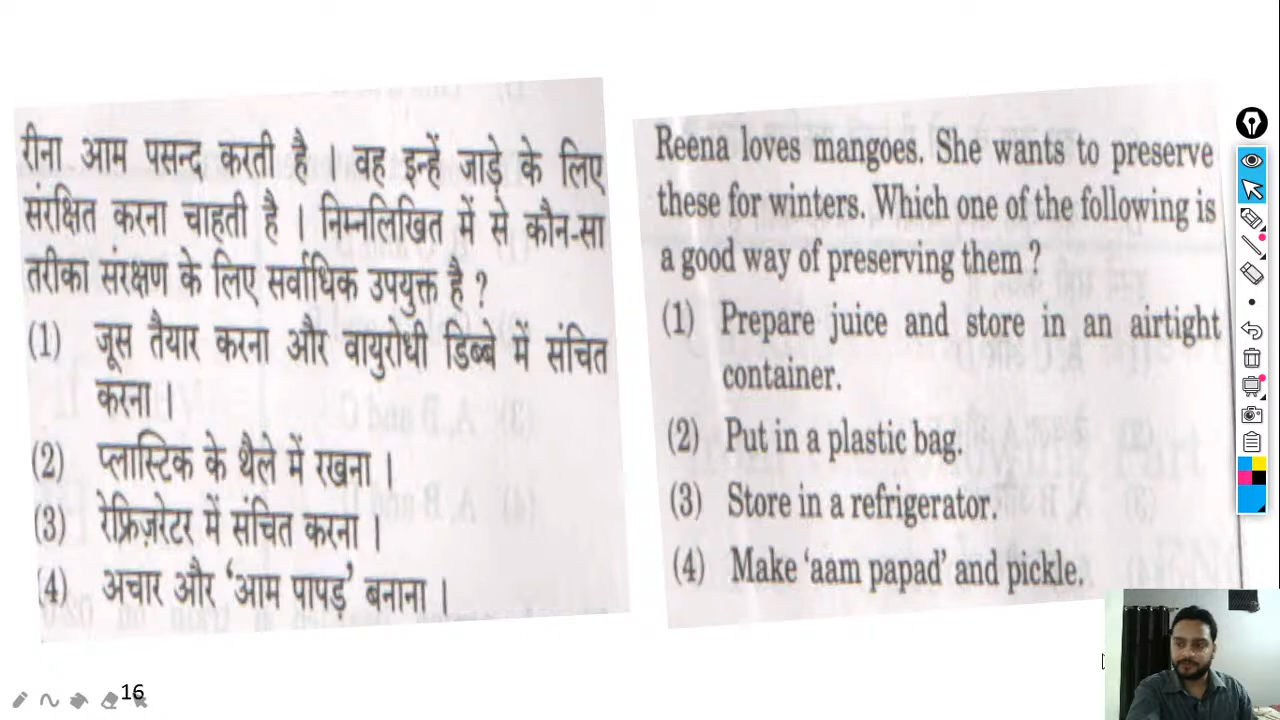 रीना आम पसन्द करती है । वह इन्हें जाड़े के लिए
संरक्षित करना चाहती है । निम्नलिखित में से कौन-सा
तरीका संरक्षण के लिए सर्वाधिक उपयुक्त है ?
(1) जूस तैयार करना और वायुरोधी डिब्बे में संचित
करना ।
(2) प्लास्टिक के थैले में रखना ।
(3) रेफ्रिज़रेटर में संचित करना ।
(4) अचार और ‘आम पापड़’ बनाना ।
Reena loves mangoes. She wants to preserve
these for winters. Which one of the following is
a good way of preserving them ?
(1) Prepare juice and store in an airtight
container.
(2) Put in a plastic bag.
(3) Store in a refrigerator.
(4) Make ‘aam papad’ and pickle.
16